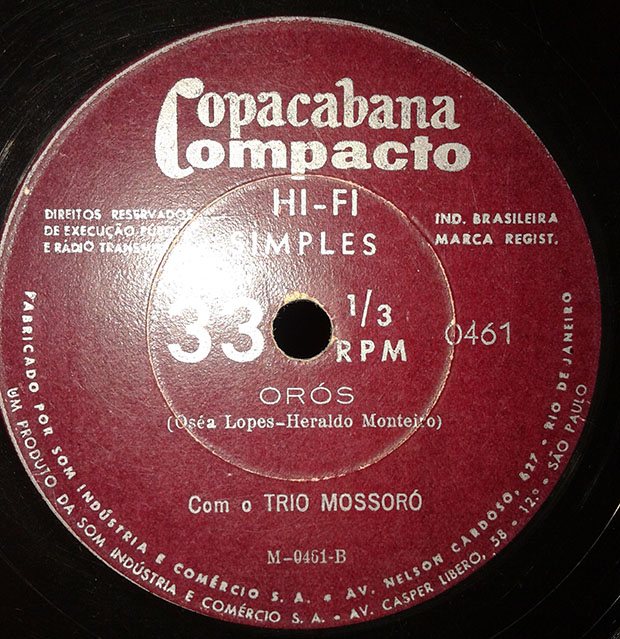 Copacabana
Compacto
HI-FI
SIMPLES
DIREITOS RESERVADOS
DE EXECUÇÃO
E RÁDIO
IND. BRASILEIRA
MARCA REGIST.
33 1/3
RPM
0461
ORÓS
(Oséa Lopes-Heraldo Monteiro)
Com o TRIO MOSSORÓ
M-0461-B
FABRICADO POR SOM INDÚSTRIA E COMÉRCIO S. A. - AV. NELSON CARDOSO, 627 - RIO DE JANEIRO
UM PRODUTO DA SOM INDÚSTRIA E COMÉRCIO S. A. - AV. CÁSPER LIBERO, 58 - 12.º - SÃO PAULO